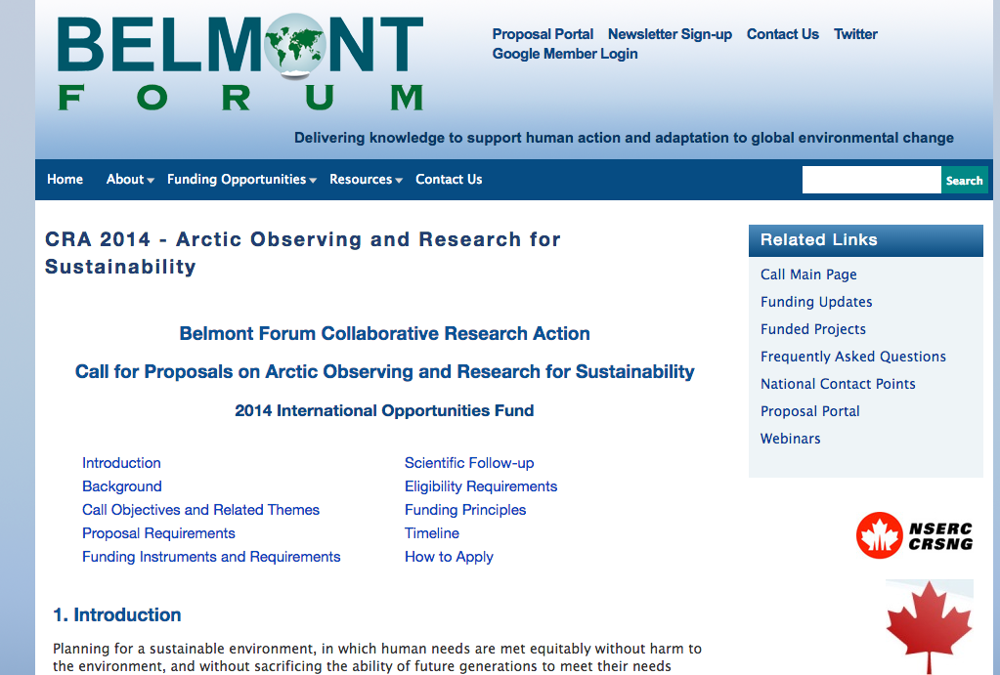 BELMONT
FORUM
Proposal Portal Newsletter Sign-up Contact Us Twitter
Google Member Login
Delivering knowledge to support human action and adaptation to global environmental change
Home About Funding Opportunities Resources Contact Us Search
CRA 2014 - Arctic Observing and Research for
Sustainability
Belmont Forum Collaborative Research Action
Call for Proposals on Arctic Observing and Research for Sustainability
2014 International Opportunities Fund
Introduction
Background
Call Objectives and Related Themes
Proposal Requirements
Funding Instruments and Requirements
Scientific Follow-up
Eligibility Requirements
Funding Principles
Timeline
How to Apply
1. Introduction
Planning for a sustainable environment, in which human needs are met equitably without harm to
the environment, and without sacrificing the ability of future generations to meet their needs
Related Links
Call Main Page
Funding Updates
Funded Projects
Frequently Asked Questions
National Contact Points
Proposal Portal
Webinars
NSERC
CRSNG